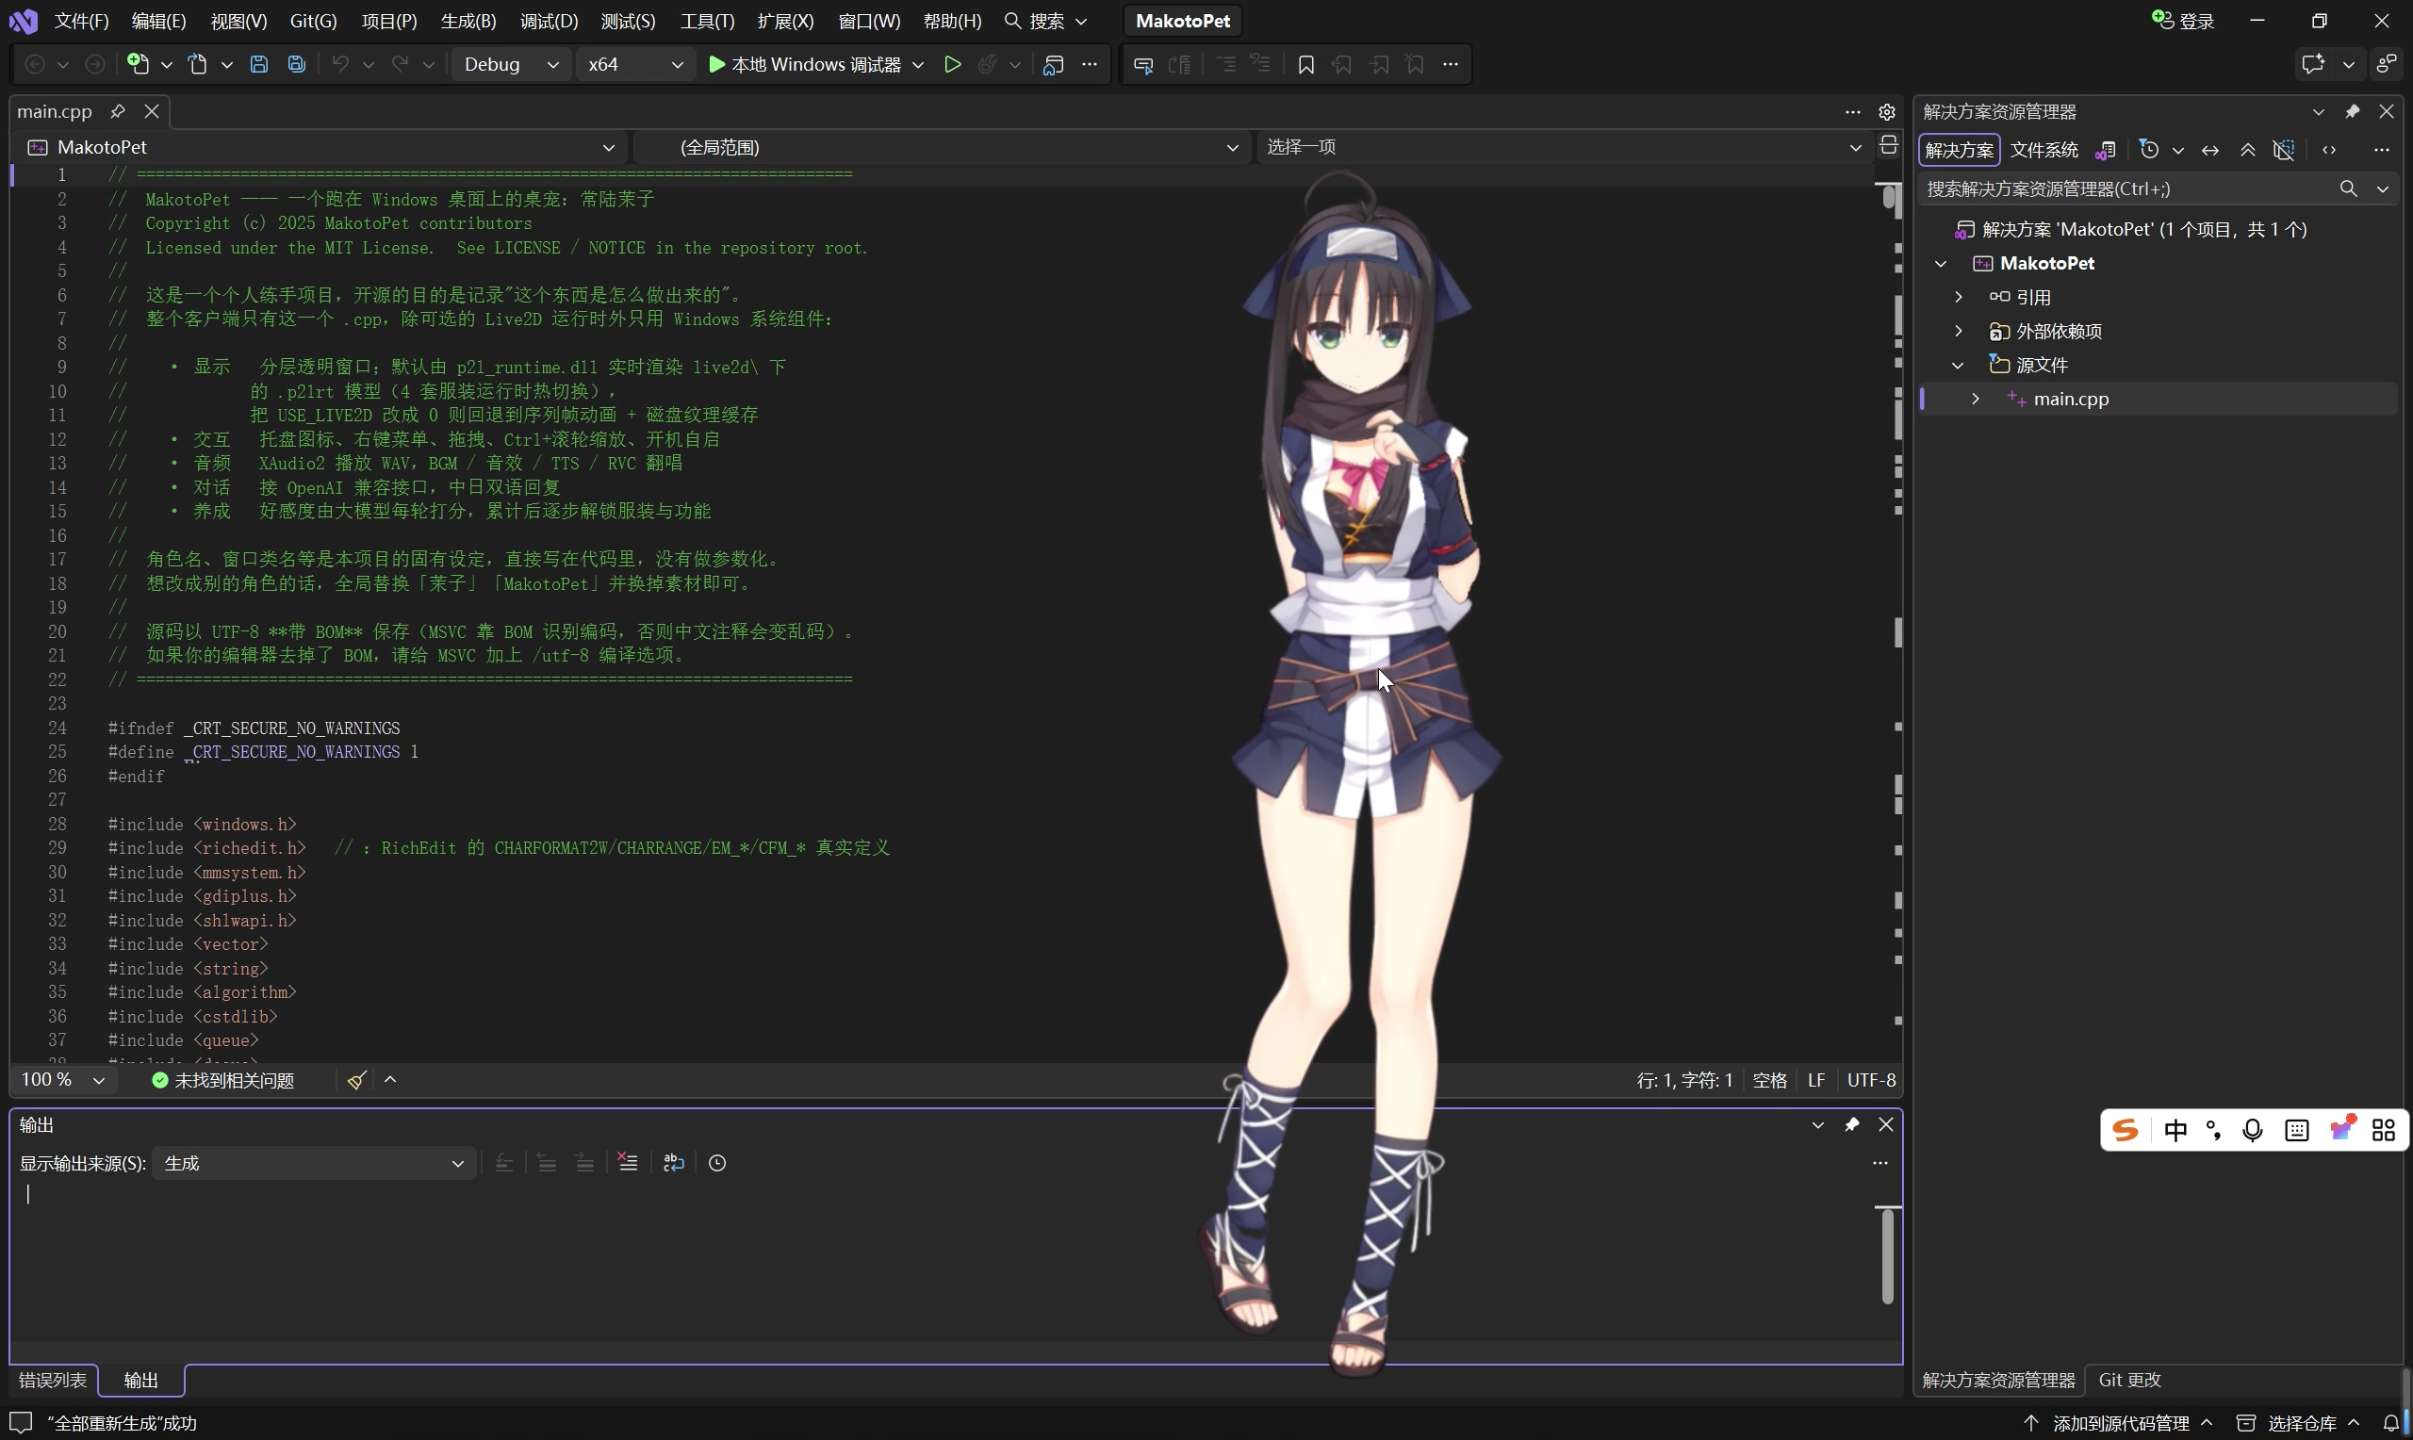 文件(F) 编辑(E) 视图(V) Git(G) 项目(P) 生成(B) 调试(D) 测试(S) 工具(T) 扩展(X) 窗口(W) 帮助(H) 搜索 MakotoPet 登录
Debug x64 本地 Windows 调试器
main.cpp
MakotoPet (全局范围) 选择一项
1 // ============================================================================
2 // MakotoPet —— 一个跑在 Windows 桌面上的桌宠：常陆茉子
3 // Copyright (c) 2025 MakotoPet contributors
4 // Licensed under the MIT License. See LICENSE / NOTICE in the repository root.
5 //
6 // 这是一个个人练手项目，开源的目的是记录"这个东西是怎么做出来的"。
7 // 整个客户端只有这一个 .cpp，除可选的 Live2D 运行时外只用 Windows 系统组件：
8 //
9 // • 显示 分层透明窗口；默认由 p2l_runtime.dll 实时渲染 live2d\ 下
10 // 的 .p2lrt 模型（4 套服装运行时热切换），
11 // 把 USE_LIVE2D 改成 0 则回退到序列帧动画 + 磁盘纹理缓存
12 // • 交互 托盘图标、右键菜单、拖拽、Ctrl+滚轮缩放、开机自启
13 // • 音频 XAudio2 播放 WAV，BGM / 音效 / TTS / RVC 翻唱
14 // • 对话 接 OpenAI 兼容接口，中日双语回复
15 // • 养成 好感度由大模型每轮打分，累计后逐步解锁服装与功能
16 //
17 // 角色名、窗口类名等是本项目的固有设定，直接写在代码里，没有做参数化。
18 // 想改成别的角色的话，全局替换「茉子」「MakotoPet」并换掉素材即可。
19 //
20 // 源码以 UTF-8 **带 BOM** 保存（MSVC 靠 BOM 识别编码，否则中文注释会变乱码）。
21 // 如果你的编辑器去掉了 BOM，请给 MSVC 加上 /utf-8 编译选项。
22 // ============================================================================
23
24 #ifndef _CRT_SECURE_NO_WARNINGS
25 #define _CRT_SECURE_NO_WARNINGS 1
26 #endif
27
28 #include <windows.h>
29 #include <richedit.h> // : RichEdit 的 CHARFORMAT2W/CHARRANGE/EM_*/CFM_* 真实定义
30 #include <mmsystem.h>
31 #include <gdiplus.h>
32 #include <shlwapi.h>
33 #include <vector>
34 #include <string>
35 #include <algorithm>
36 #include <cstdlib>
37 #include <queue>
100 % 未找到相关问题 行: 1, 字符: 1 空格 LF UTF-8
输出
显示输出来源(S): 生成
错误列表 输出
解决方案资源管理器
解决方案 文件系统
搜索解决方案资源管理器(Ctrl+;)
解决方案 'MakotoPet' (1 个项目，共 1 个)
MakotoPet
引用
外部依赖项
源文件
++ main.cpp
S 中 °,
解决方案资源管理器 Git 更改
"全部重新生成"成功 添加到源代码管理 选择仓库